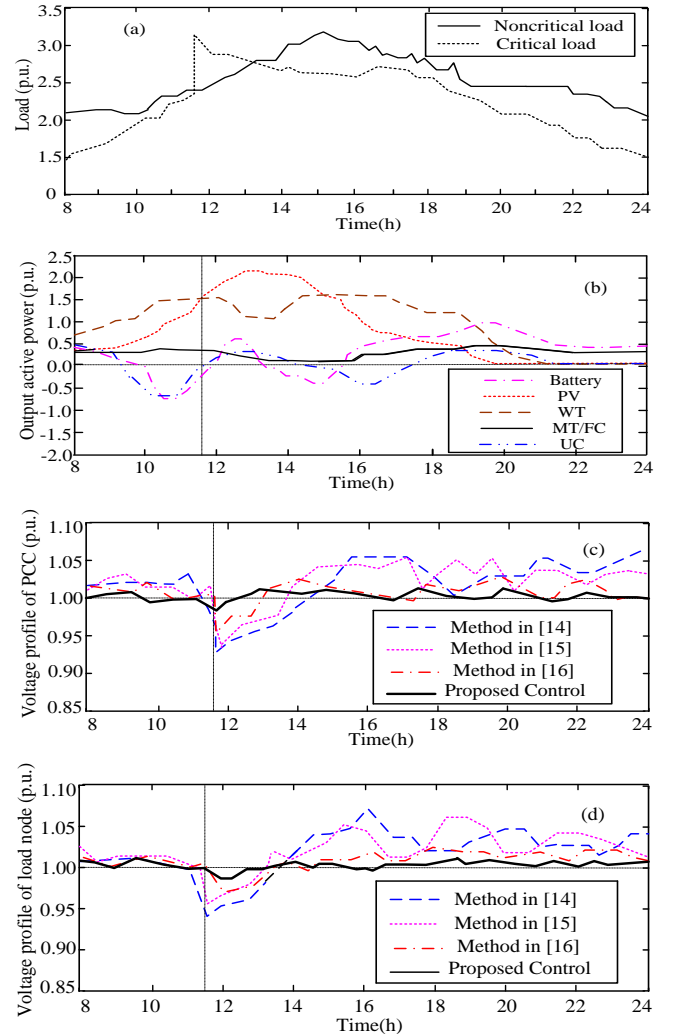 (a)
Noncritical load
Critical load
Load (p.u.)
3.5
3.0
2.5
2.0
1.5
0
8 10 12 14 16 18 20 22 24
Time(h)
(b)
Output active power (p.u.)
2.5
2.0
1.5
1.0
0.5
0.0
-0.5
-1.0
-1.5
-2.0
Battery
PV
WT
MT/FC
UC
8 10 12 14 16 18 20 22 24
Time(h)
(c)
Voltage profile of PCC (p.u.)
1.10
1.05
1.00
0.95
0.90
0.85
Method in [14]
Method in [15]
Method in [16]
Proposed Control
8 10 12 14 16 18 20 22 24
Time(h)
(d)
Voltage profile of load node (p.u.)
1.10
1.05
1.00
0.95
0.90
0.85
Method in [14]
Method in [15]
Method in [16]
Proposed Control
8 10 12 14 16 18 20 22 24
Time(h)